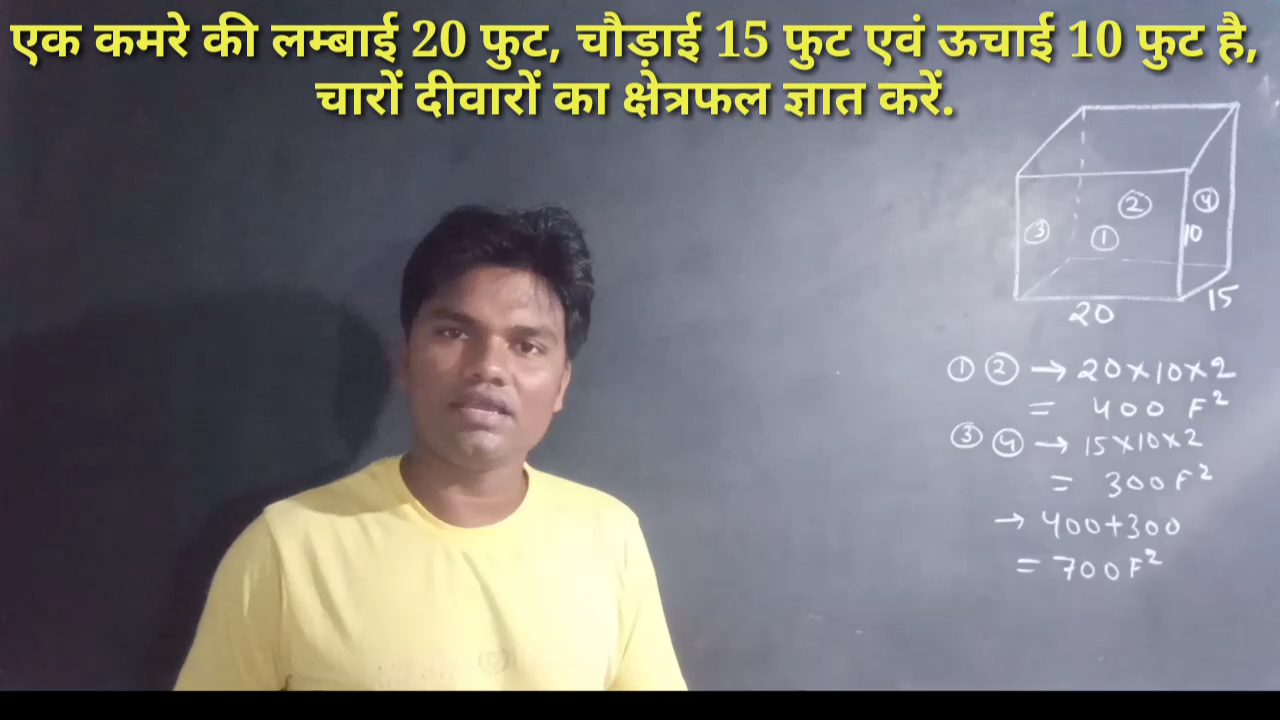 एक कमरे की लम्बाई 20 फुट, चौड़ाई 15 फुट एवं ऊचाई 10 फुट है,
चारों दीवारों का क्षेत्रफल ज्ञात करें.
② ④
③ ① 10
20 15
① ② → 20×10×2
= 400 F²
③ ④ → 15×10×2
= 300 F²
→ 400+300
= 700 F²